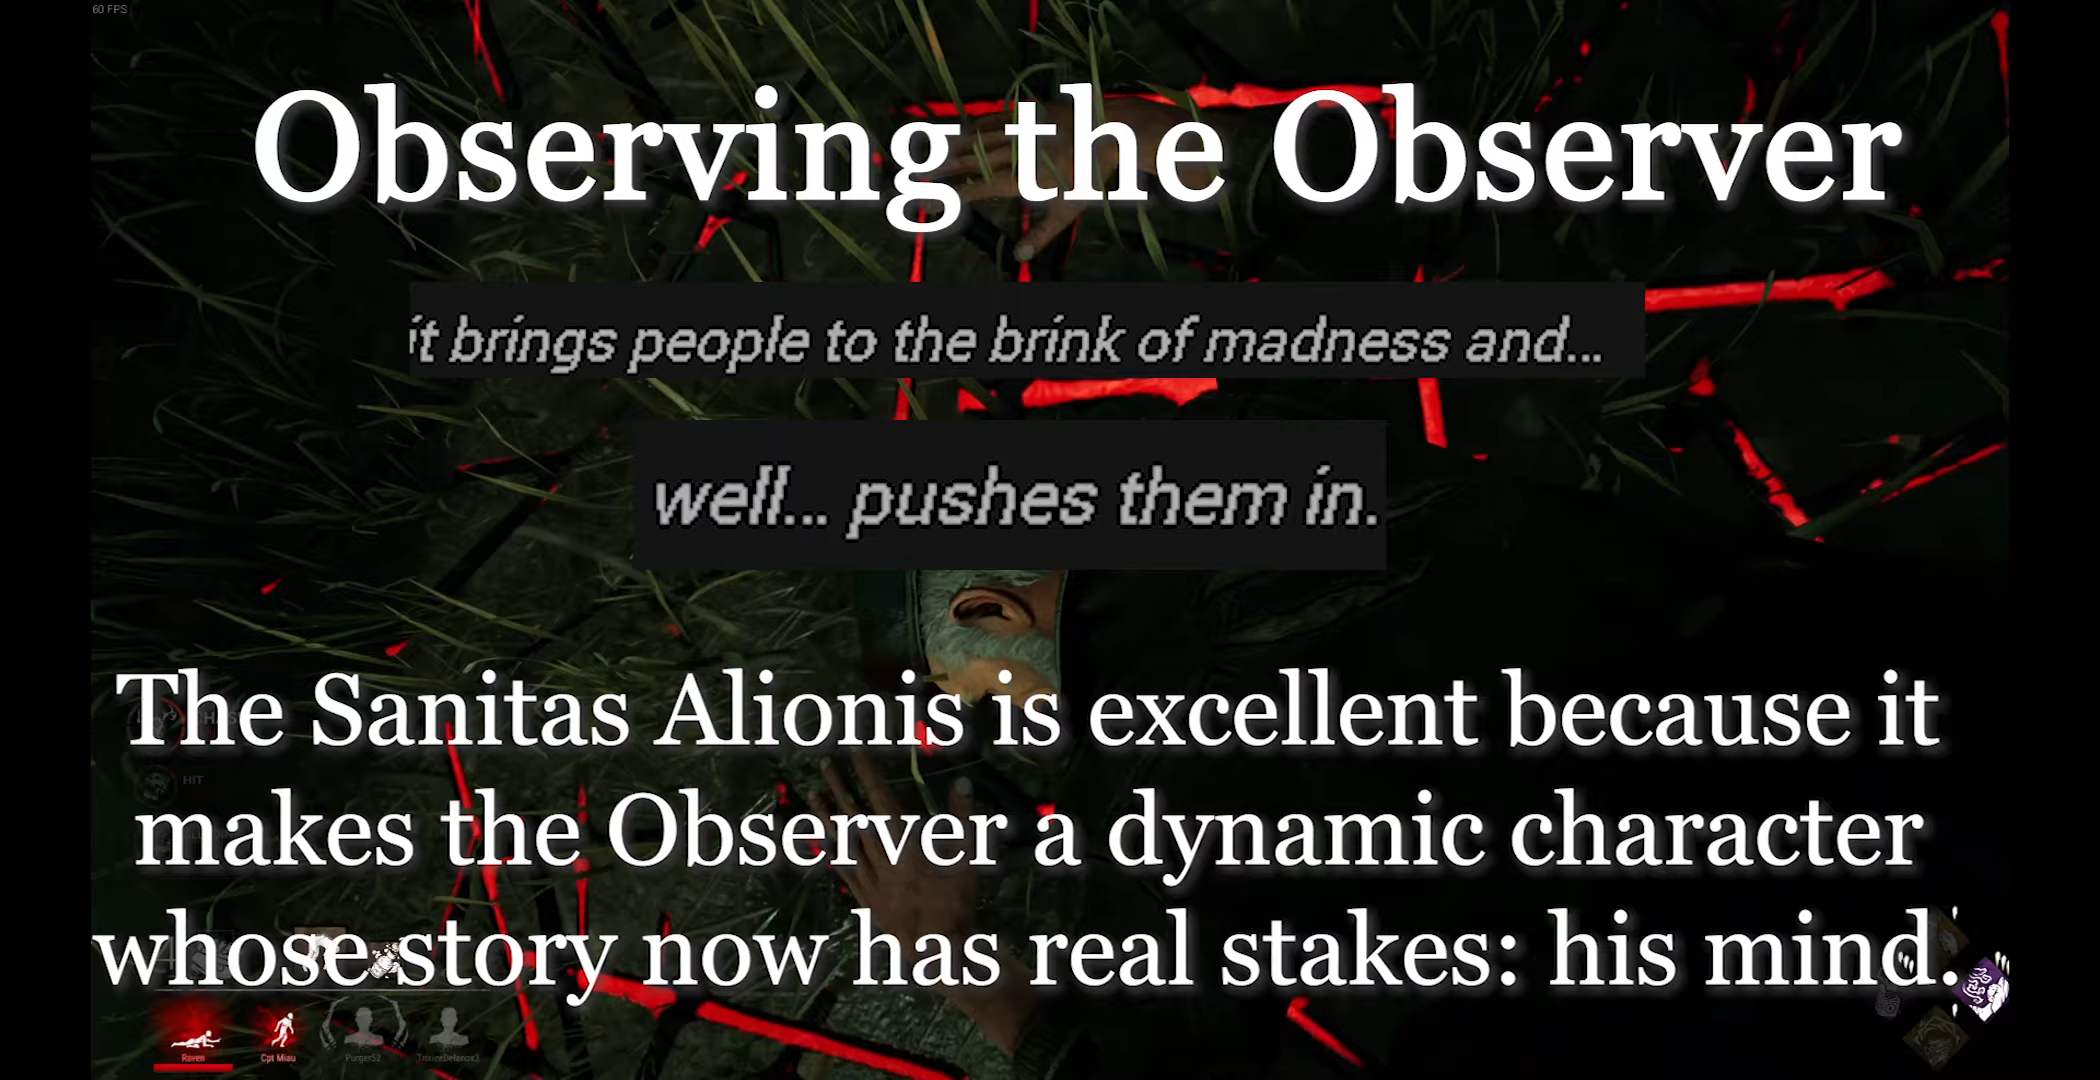 60 FPS
Observing the Observer
it brings people to the brink of madness and...
well... pushes them in.
The Sanitas Alionis is excellent because it
makes the Observer a dynamic character
whose story now has real stakes: his mind.
HIT
Raven
Cpt Miau
Purger52